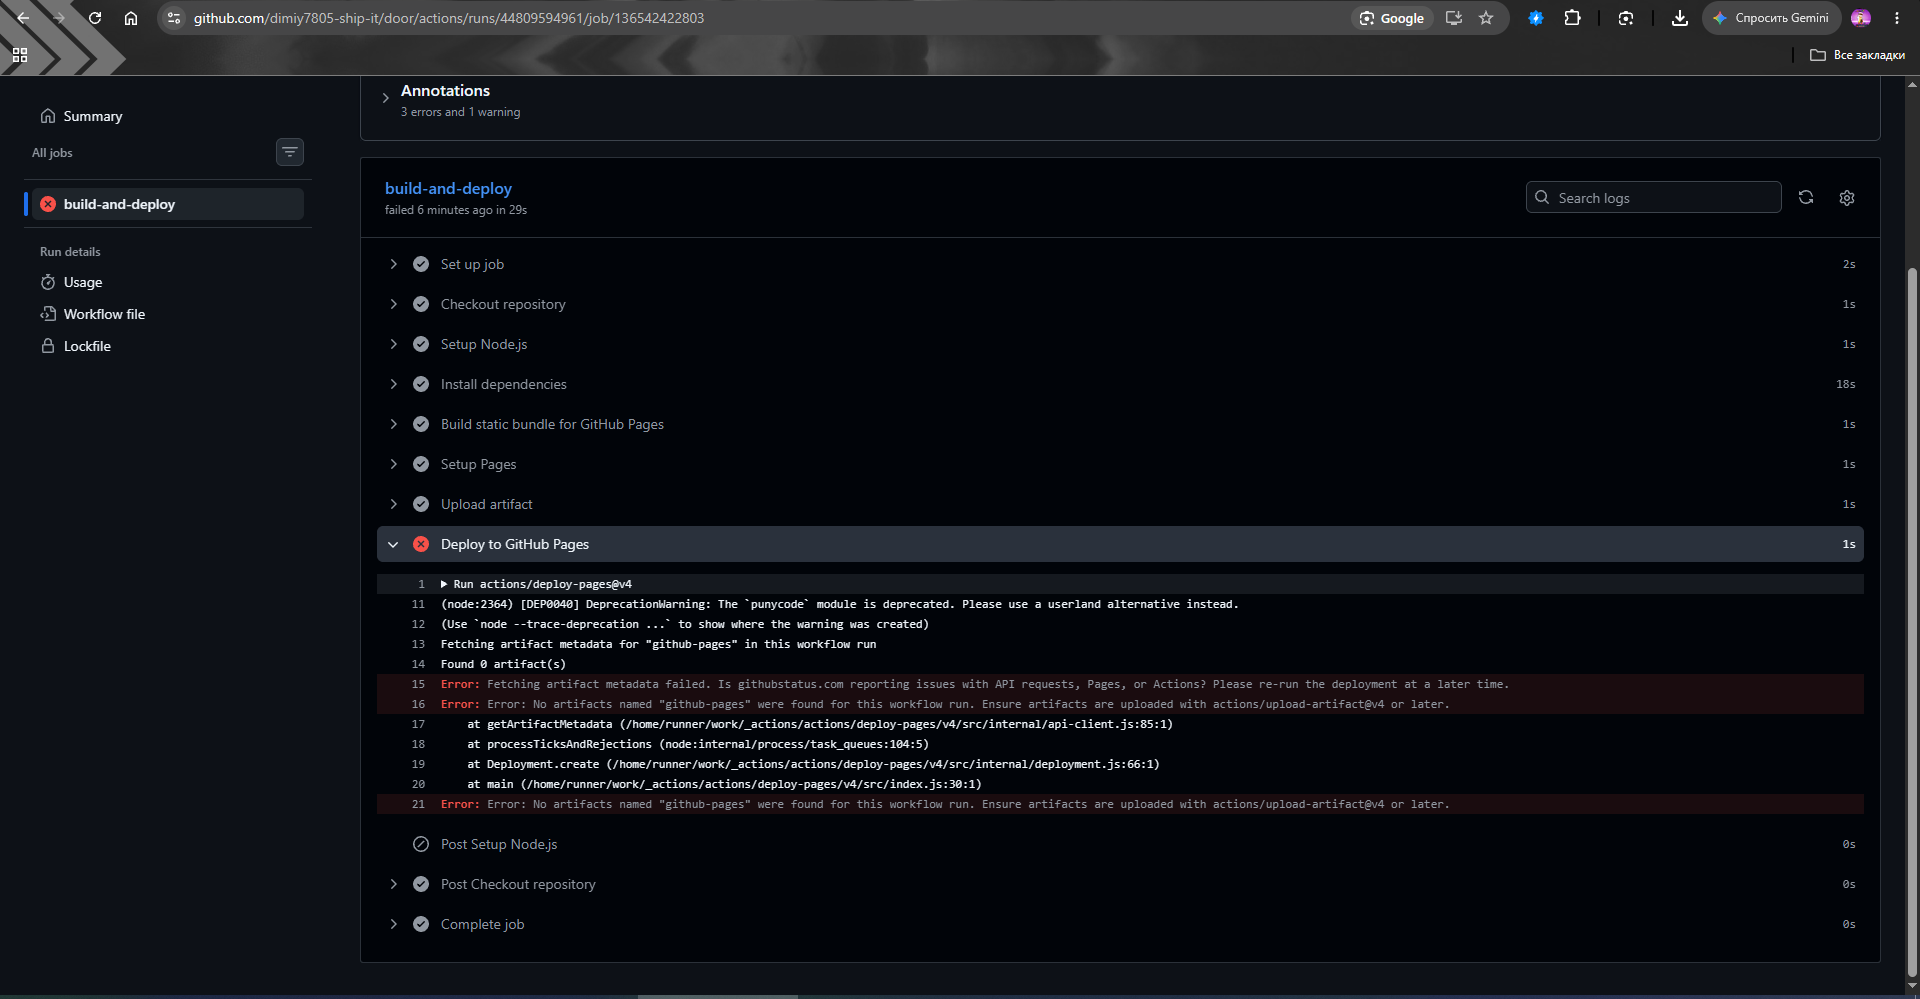 github.com/dimiy7805-ship-it/door/actions/runs/44809594961/job/136542422803
Google
Спросить Gemini
Все закладки
Summary
All jobs
build-and-deploy
Run details
Usage
Workflow file
Lockfile
Annotations
3 errors and 1 warning
build-and-deploy
failed 6 minutes ago in 29s
Search logs
Set up job 2s
Checkout repository 1s
Setup Node.js 1s
Install dependencies 18s
Build static bundle for GitHub Pages 1s
Setup Pages 1s
Upload artifact 1s
Deploy to GitHub Pages 1s
1 ▶ Run actions/deploy-pages@v4
11 (node:2364) [DEP0040] DeprecationWarning: The `punycode` module is deprecated. Please use a userland alternative instead.
12 (Use `node --trace-deprecation ...` to show where the warning was created)
13 Fetching artifact metadata for "github-pages" in this workflow run
14 Found 0 artifact(s)
15 Error: Fetching artifact metadata failed. Is githubstatus.com reporting issues with API requests, Pages, or Actions? Please re-run the deployment at a later time.
16 Error: Error: No artifacts named "github-pages" were found for this workflow run. Ensure artifacts are uploaded with actions/upload-artifact@v4 or later.
17 at getArtifactMetadata (/home/runner/work/_actions/actions/deploy-pages/v4/src/internal/api-client.js:85:1)
18 at processTicksAndRejections (node:internal/process/task_queues:104:5)
19 at Deployment.create (/home/runner/work/_actions/actions/deploy-pages/v4/src/internal/deployment.js:66:1)
20 at main (/home/runner/work/_actions/actions/deploy-pages/v4/src/index.js:30:1)
21 Error: Error: No artifacts named "github-pages" were found for this workflow run. Ensure artifacts are uploaded with actions/upload-artifact@v4 or later.
Post Setup Node.js 0s
Post Checkout repository 0s
Complete job 0s